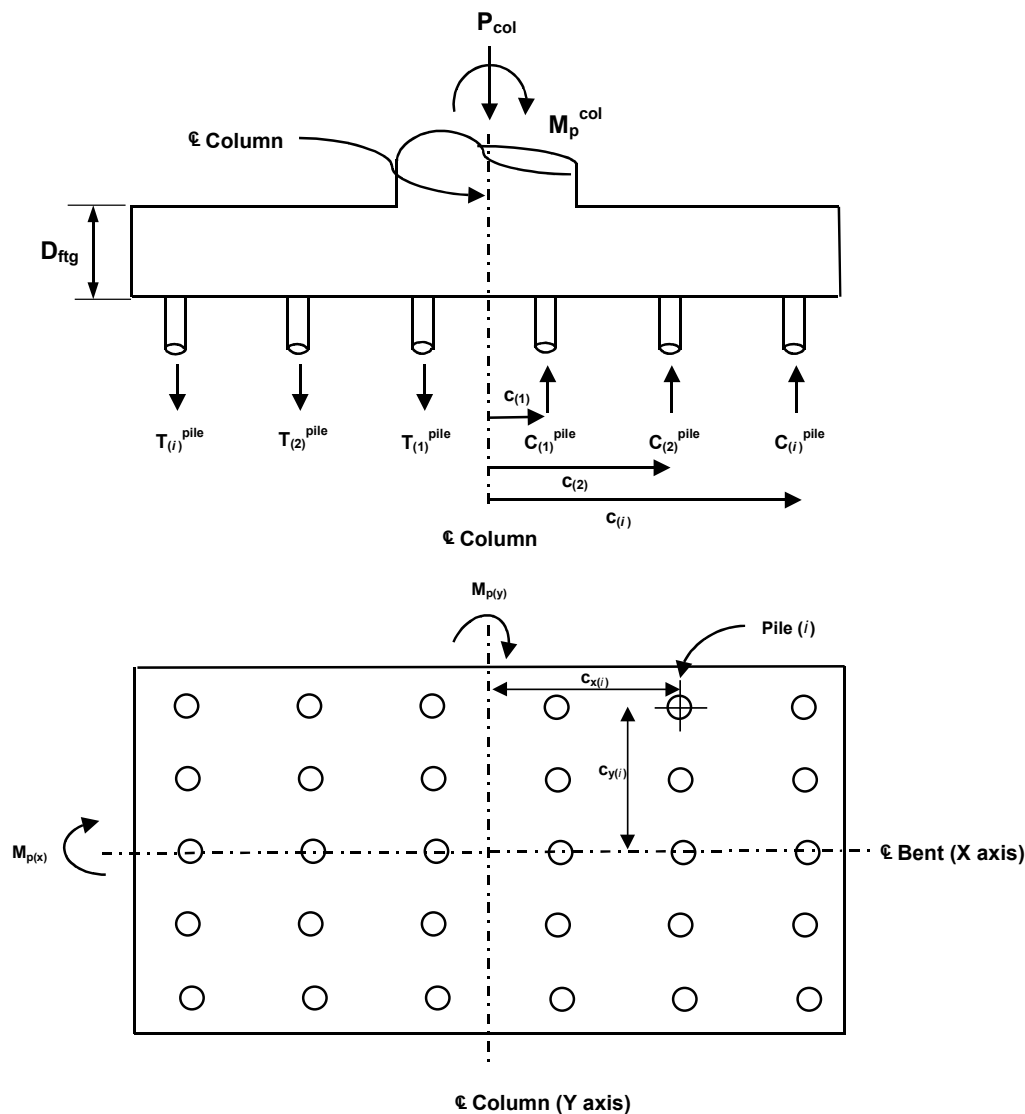 P_col
M_p^col
℄ Column
D_ftg
c_(1)
T_(i)^pile
T_(2)^pile
T_(1)^pile
C_(1)^pile
C_(2)^pile
C_(i)^pile
c_(2)
c_(i)
℄ Column
M_p(y)
Pile (i)
c_x(i)
c_y(i)
M_p(x)
℄ Bent (X axis)
℄ Column (Y axis)